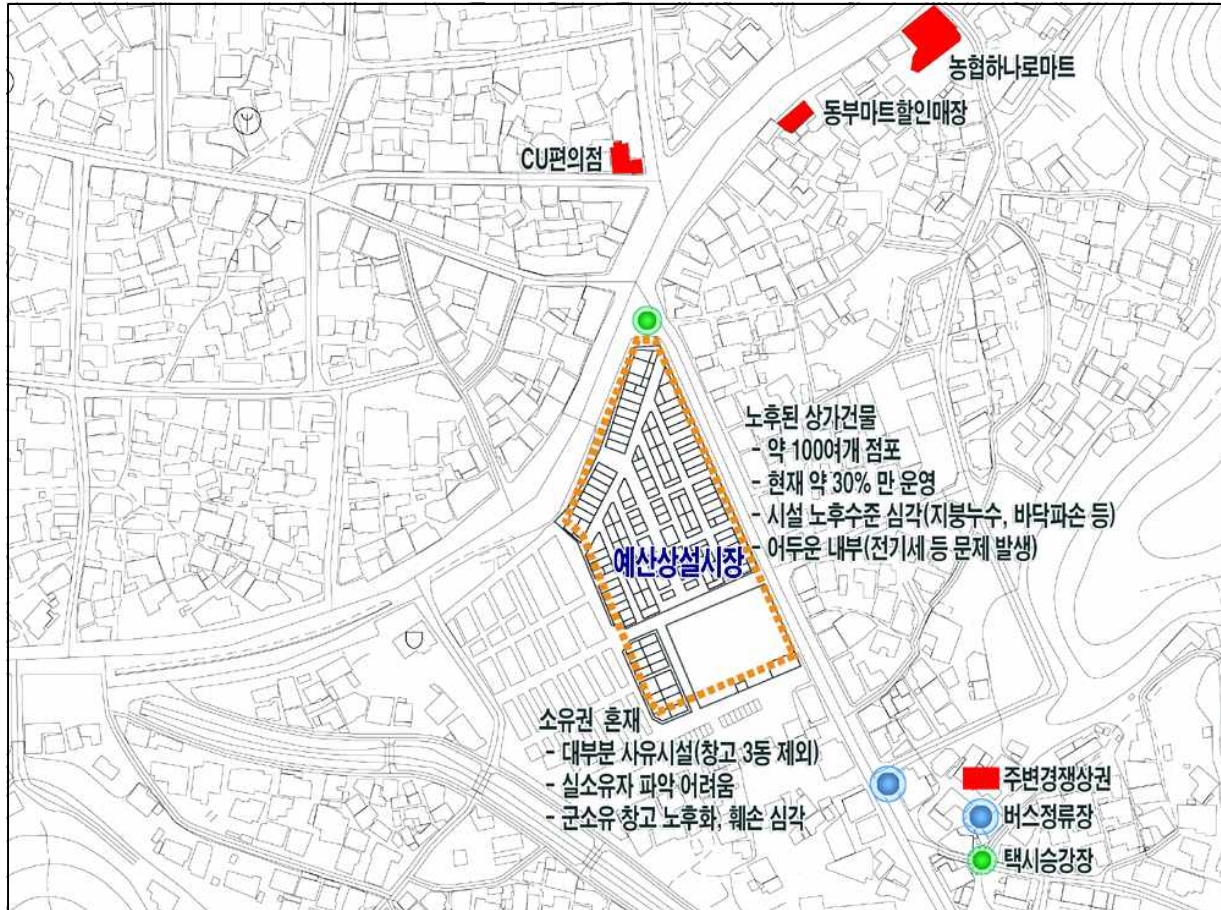 농협하나로마트
동부마트할인매장
CU편의점
노후된 상가건물
- 약 100여개 점포
- 현재 약 30% 만 운영
- 시설 노후수준 심각(지붕누수, 바닥파손 등)
- 어두운 내부(전기세 등 문제 발생)
예산상설시장
소유권 혼재
- 대부분 사유시설(창고 3동 제외)
- 실소유자 파악 어려움
- 군소유 창고 노후화, 훼손 심각
주변경쟁상권
버스정류장
택시승강장